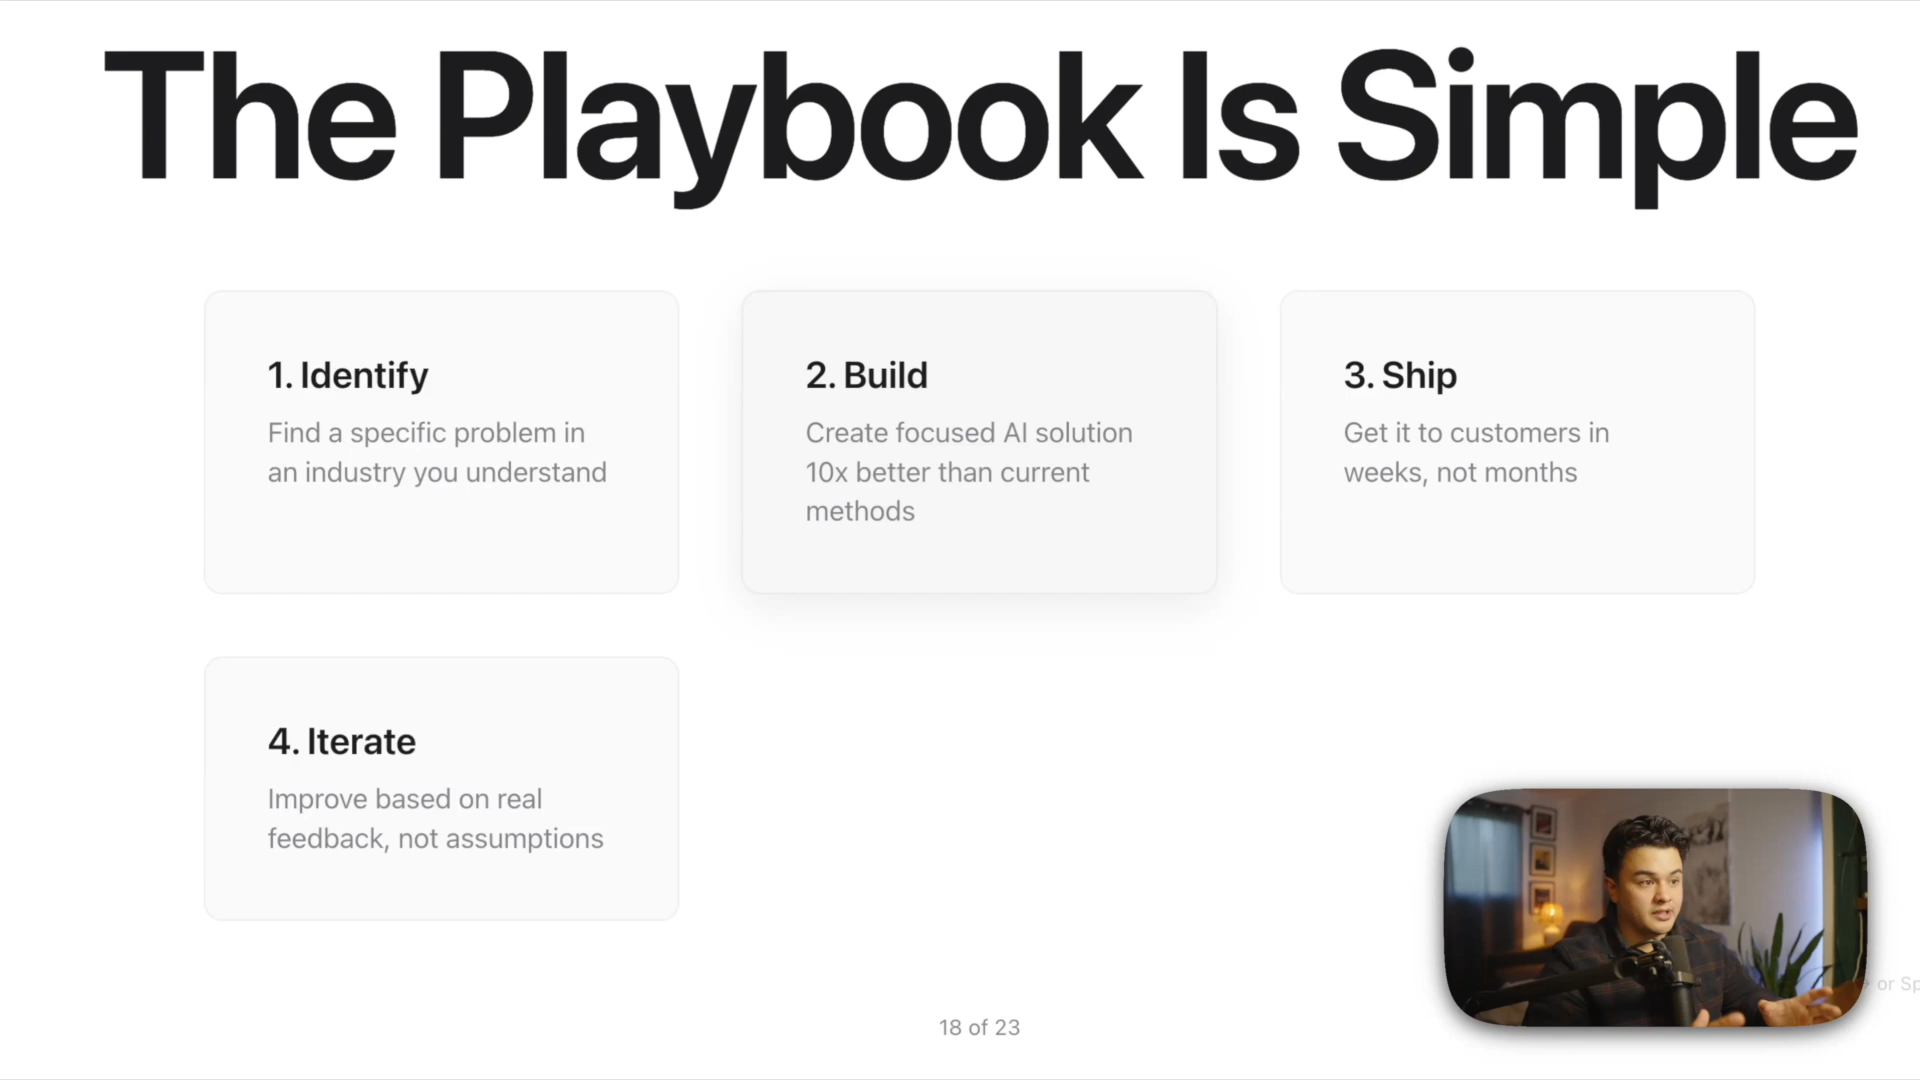 The Playbook Is Simple
1. Identify
Find a specific problem in
an industry you understand
2. Build
Create focused AI solution
10x better than current
methods
3. Ship
Get it to customers in
weeks, not months
4. Iterate
Improve based on real
feedback, not assumptions
or
18 of 23